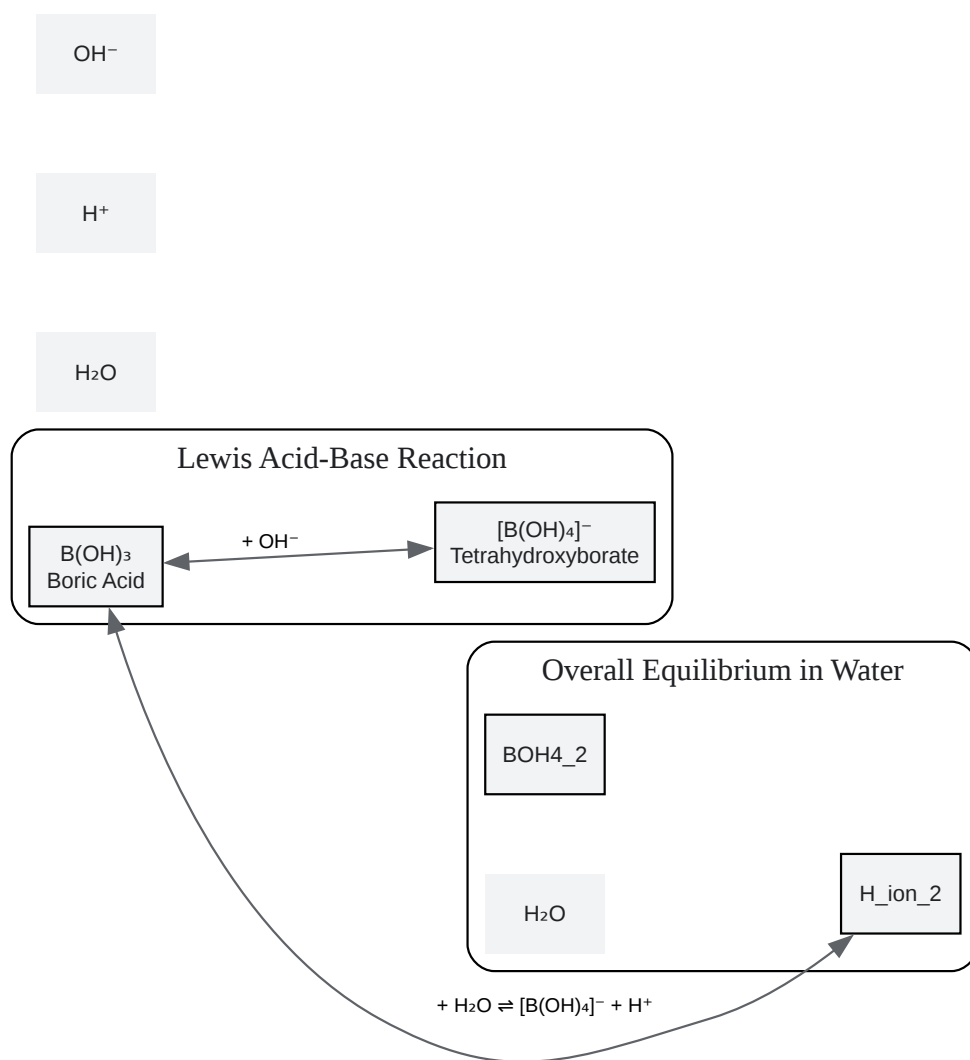 OH⁻
H⁺
H₂O
Lewis Acid-Base Reaction
B(OH)₃
Boric Acid
+ OH⁻
[B(OH)₄]⁻
Tetrahydroxyborate
Overall Equilibrium in Water
BOH4_2
H_ion_2
H₂O
+ H₂O ⇌ [B(OH)₄]⁻ + H⁺